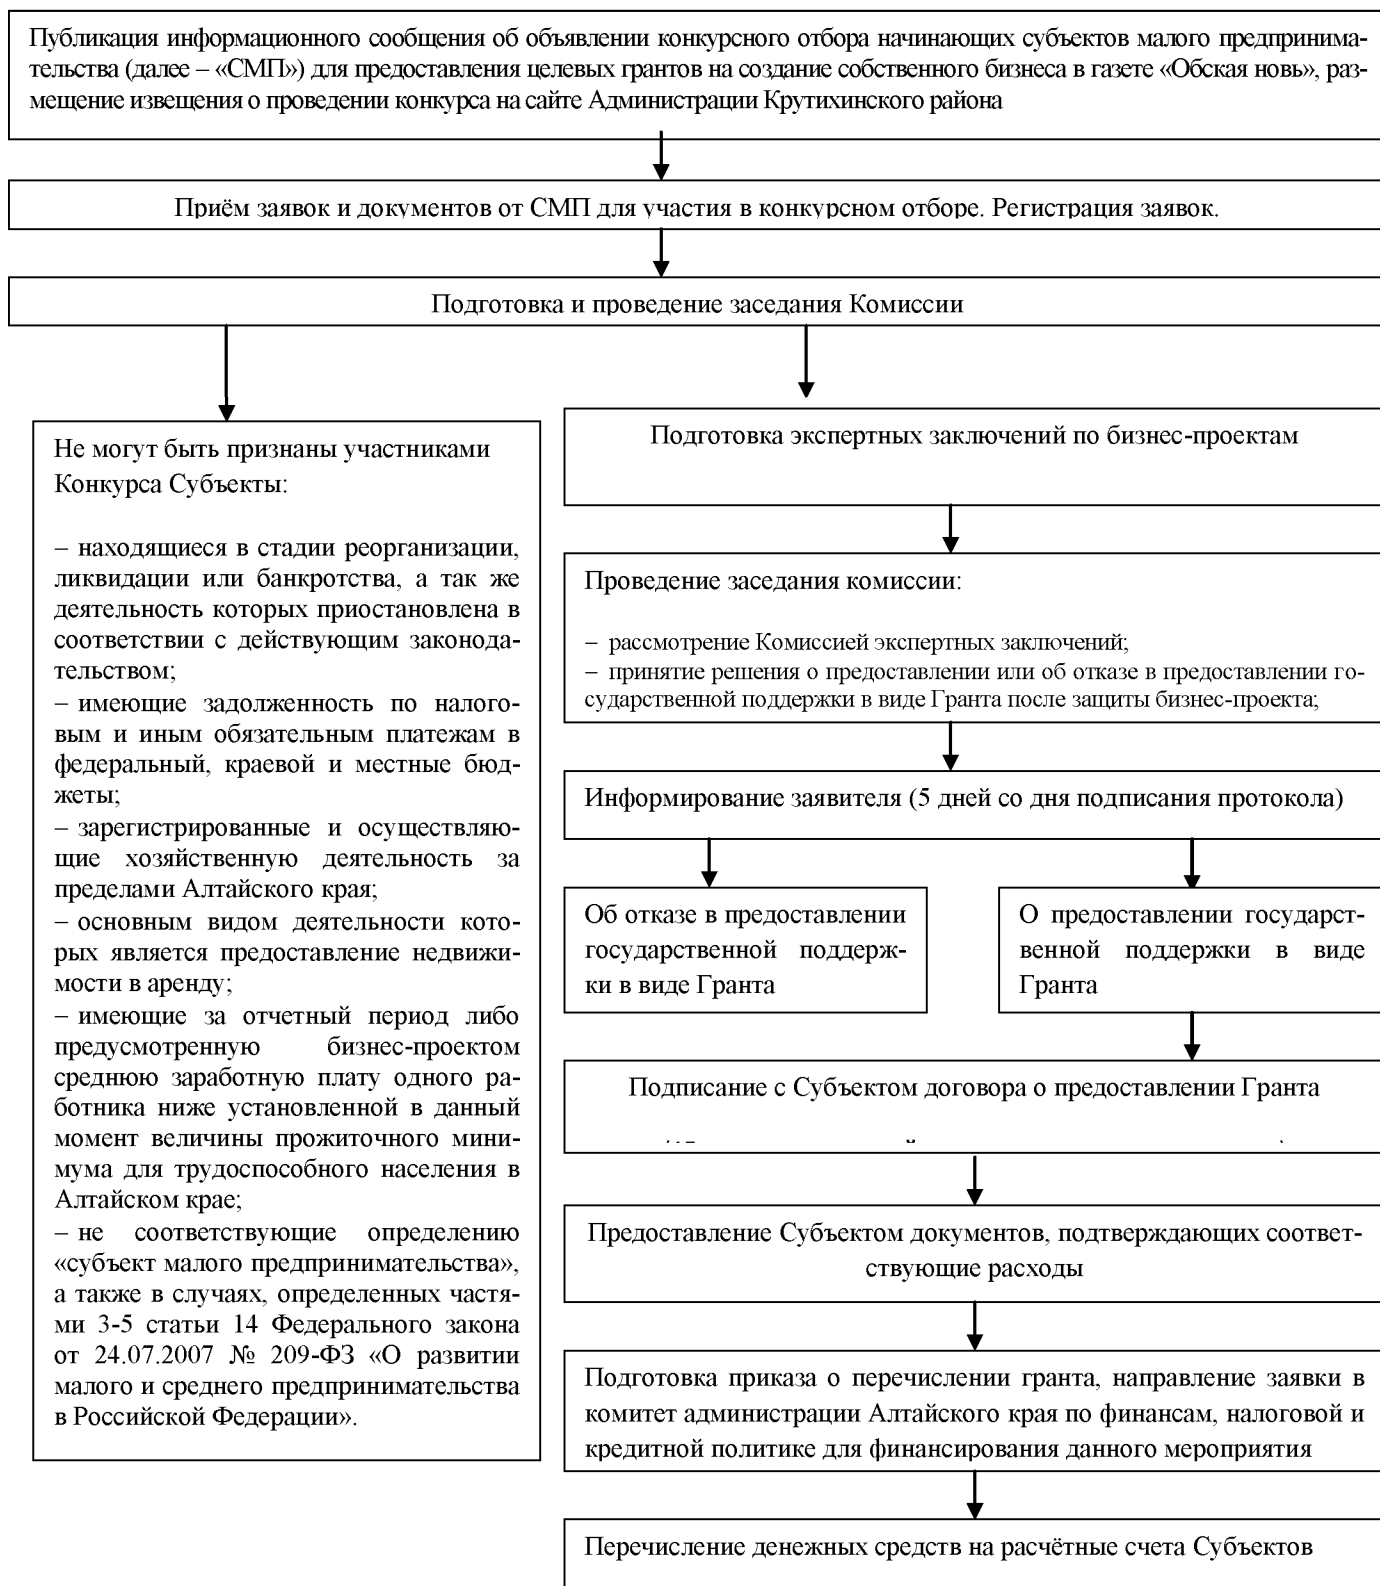 Публикация информационного сообщения об объявлении конкурсного отбора начинающих субъектов малого предпринима-
тельства (далее – «СМП») для предоставления целевых грантов на создание собственного бизнеса в газете «Обская новь», раз-
мещение извещения о проведении конкурса на сайте Администрации Крутихинского района
Приём заявок и документов от СМП для участия в конкурсном отборе. Регистрация заявок.
Подготовка и проведение заседания Комиссии
Не могут быть признаны участниками
Конкурса Субъекты:
– находящиеся в стадии реорганизации,
ликвидации или банкротства, а так же
деятельность которых приостановлена в
соответствии с действующим законода-
тельством;
– имеющие задолженность по налого-
вым и иным обязательным платежам в
федеральный, краевой и местные бюд-
жеты;
– зарегистрированные и осуществляю-
щие хозяйственную деятельность за
пределами Алтайского края;
– основным видом деятельности кото-
рых является предоставление недвижи-
мости в аренду;
– имеющие за отчетный период либо
предусмотренную бизнес-проектом
среднюю заработную плату одного ра-
ботника ниже установленной в данный
момент величины прожиточного мини-
мума для трудоспособного населения в
Алтайском крае;
– не соответствующие определению
«субъект малого предпринимательства»,
а также в случаях, определенных частя-
ми 3-5 статьи 14 Федерального закона
от 24.07.2007 № 209-ФЗ «О развитии
малого и среднего предпринимательства
в Российской Федерации».
Подготовка экспертных заключений по бизнес-проектам
Проведение заседания комиссии:
– рассмотрение Комиссией экспертных заключений;
– принятие решения о предоставлении или об отказе в предоставлении го-
сударственной поддержки в виде Гранта после защиты бизнес-проекта;
Информирование заявителя (5 дней со дня подписания протокола)
Об отказе в предоставлении
государственной поддерж-
ки в виде Гранта
О предоставлении государст-
венной поддержки в виде
Гранта
Подписание с Субъектом договора о предоставлении Гранта
Предоставление Субъектом документов, подтверждающих соответ-
ствующие расходы
Подготовка приказа о перечислении гранта, направление заявки в
комитет администрации Алтайского края по финансам, налоговой и
кредитной политике для финансирования данного мероприятия
Перечисление денежных средств на расчётные счета Субъектов